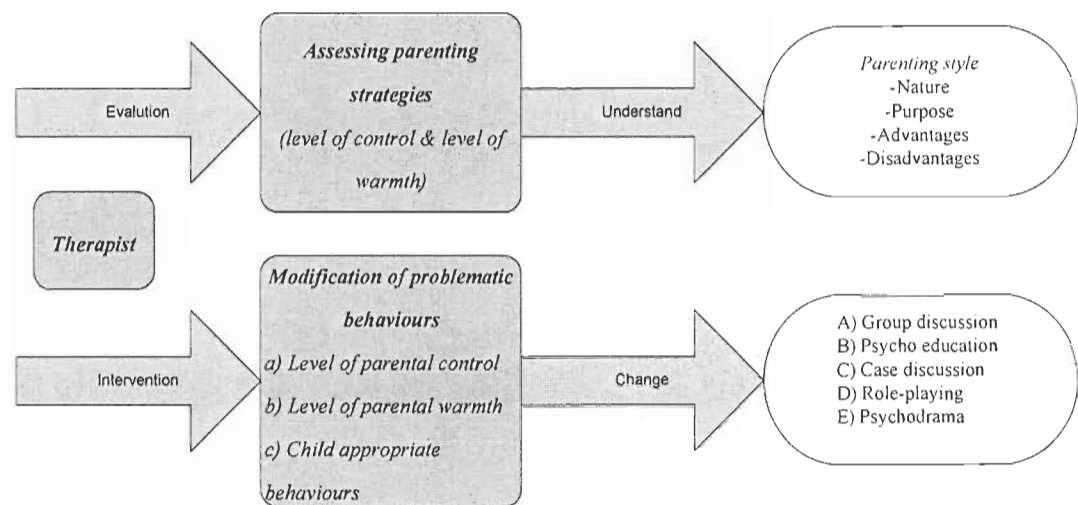 Evalution
Assessing parenting
strategies
(level of control & level of
warmth)
Understand
Parenting style
-Nature
-Purpose
-Advantages
-Disadvantages
Therapist
Intervention
Modification of problematic
behaviours
a) Level of parental control
b) Level of parental warmth
c) Child appropriate
behaviours
Change
A) Group discussion
B) Psycho education
C) Case discussion
D) Role-playing
E) Psychodrama